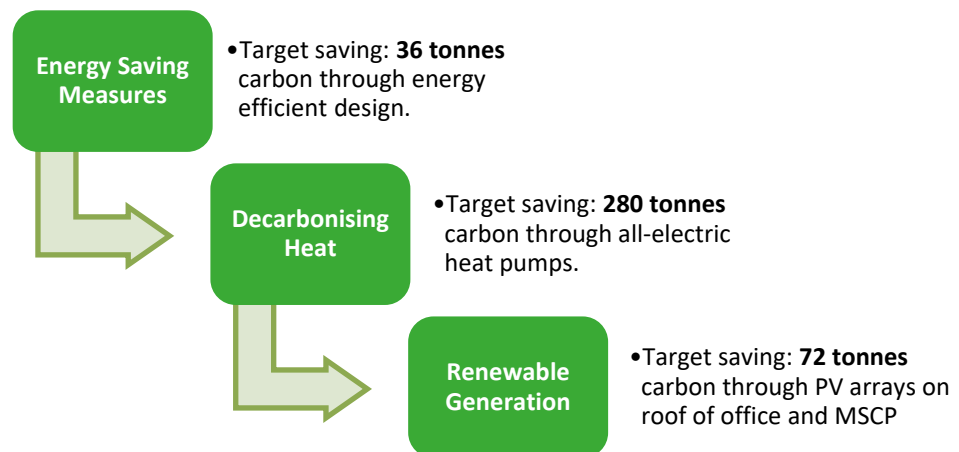 Energy Saving
Measures
•Target saving: 36 tonnes
carbon through energy
efficient design.
Decarbonising
Heat
•Target saving: 280 tonnes
carbon through all-electric
heat pumps.
Renewable
Generation
•Target saving: 72 tonnes
carbon through PV arrays on
roof of office and MSCP